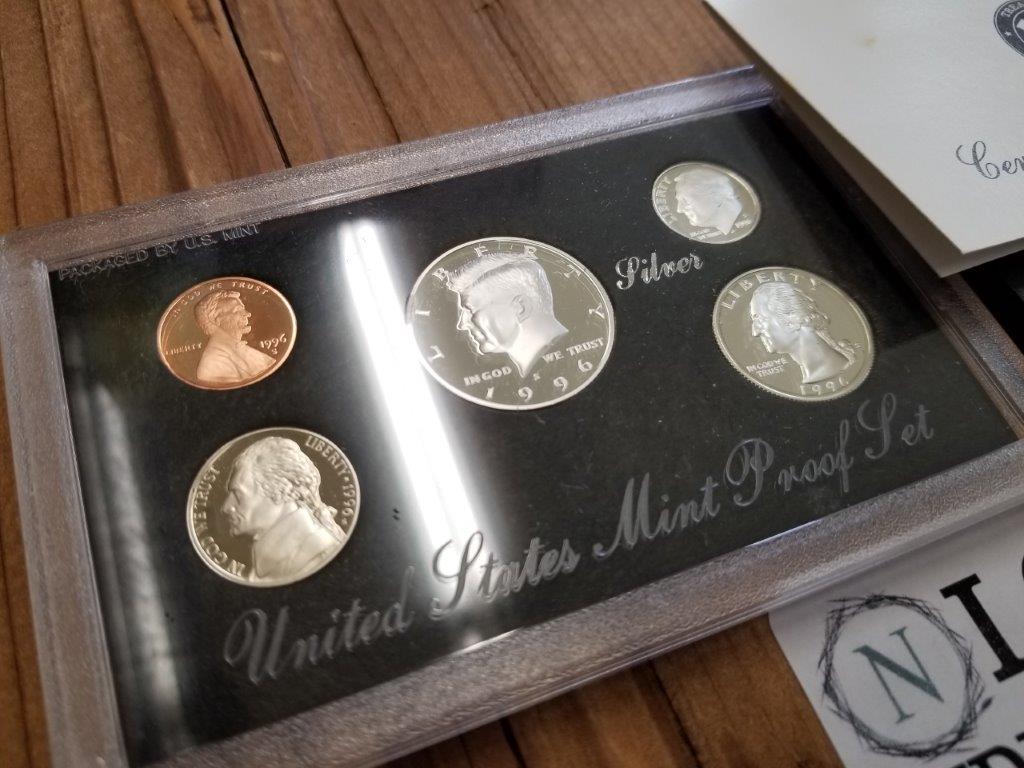 PACKAGED BY U.S. MINT
IN GOD WE TRUST
LIBERTY
1996
S
IN GOD WE TRUST
LIBERTY
LIBERTY
IN GOD WE TRUST
S
1996
Silver
LIBERTY
LIBERTY
IN GOD WE
TRUST
1996
United States Mint Proof Set
N